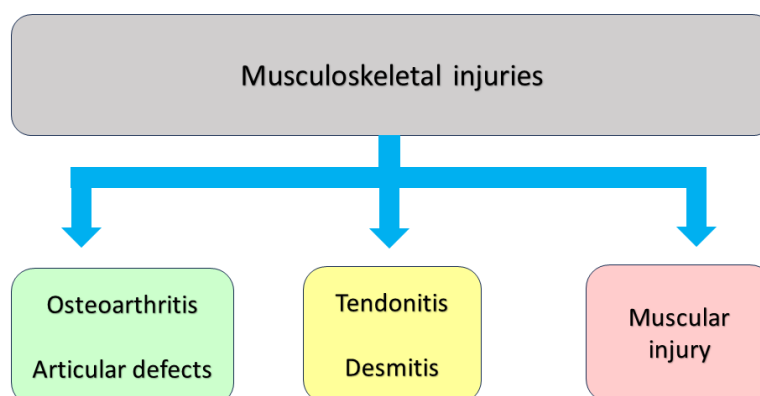 Musculoskeletal injuries
Osteoarthritis
Articular defects
Tendonitis
Desmitis
Muscular
injury